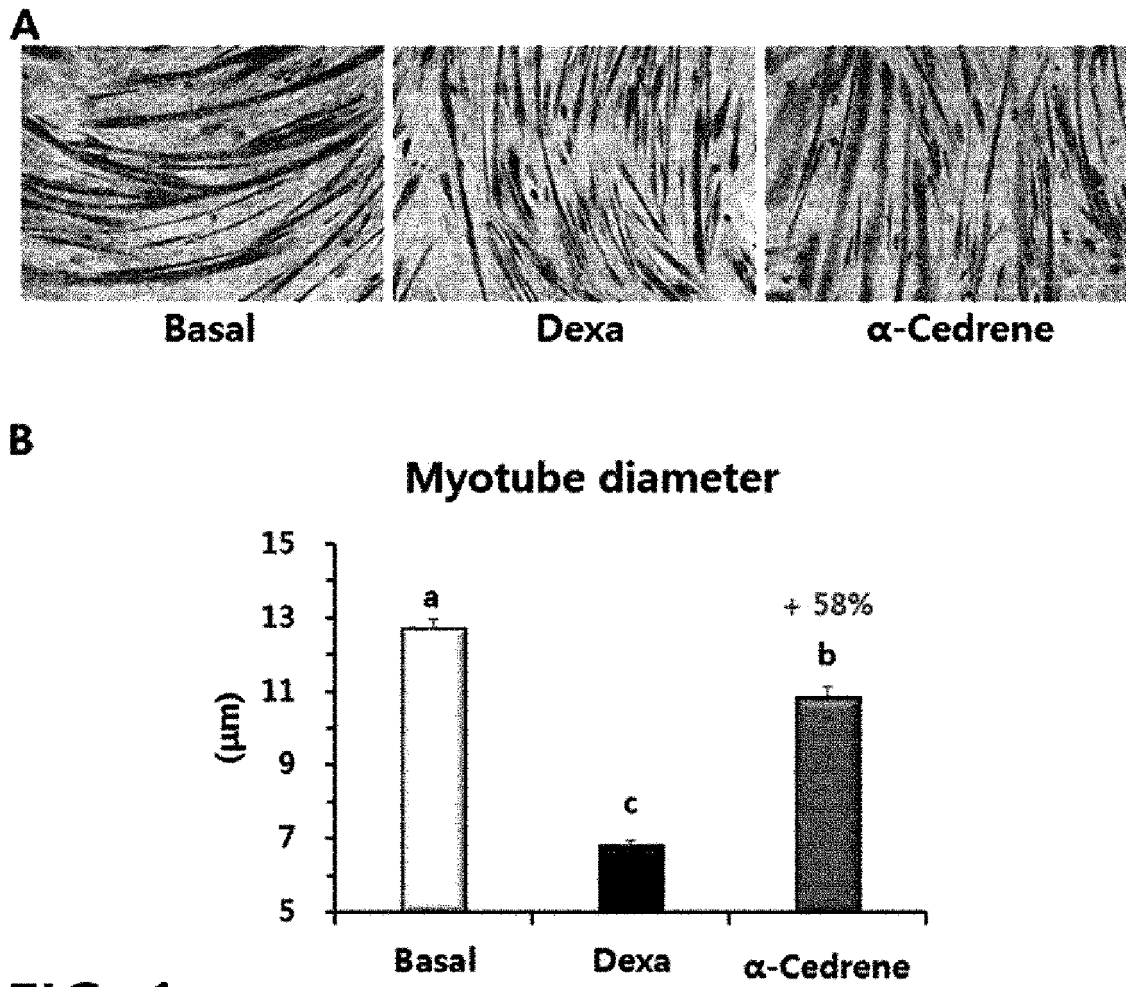 A
Basal
Dexa
α-Cedrene
B
Myotube diameter
15
13
11
9
7
5
(μm)
a
c
+ 58%
b
Basal
Dexa
α-Cedrene